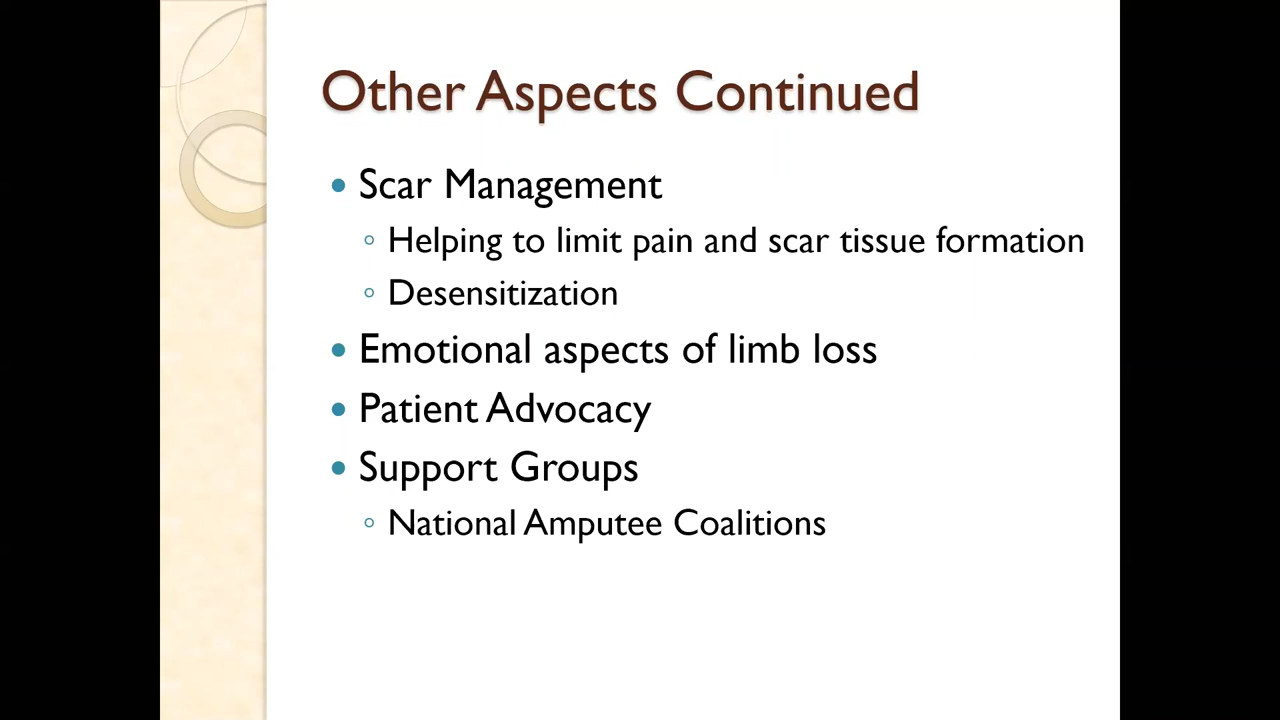 Other Aspects Continued
• Scar Management
◦ Helping to limit pain and scar tissue formation
◦ Desensitization
• Emotional aspects of limb loss
• Patient Advocacy
• Support Groups
◦ National Amputee Coalitions